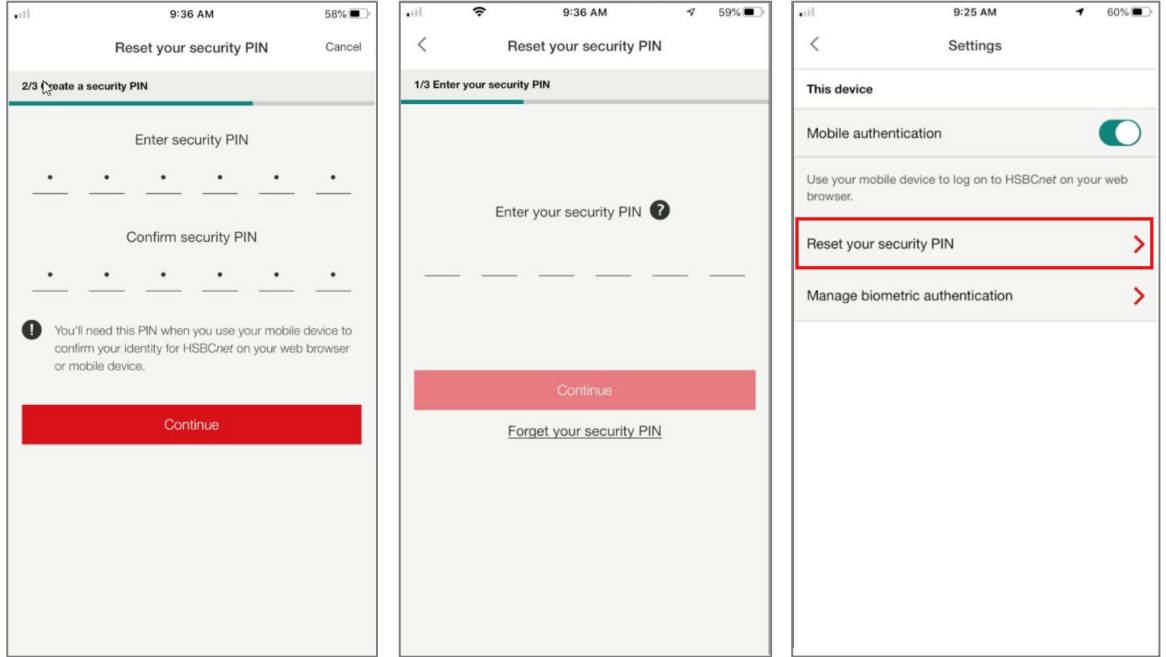 9:36 AM
58%
Reset your security PIN
Cancel
2/3 Create a security PIN
Enter security PIN
Confirm security PIN
You'll need this PIN when you use your mobile device to
confirm your identity for HSBCnet on your web browser
or mobile device.
Continue
9:36 AM
59%
Reset your security PIN
1/3 Enter your security PIN
Enter your security PIN ?
Continue
Forget your security PIN
9:25 AM
60%
Settings
This device
Mobile authentication
Use your mobile device to log on to HSBCnet on your web
browser.
Reset your security PIN
Manage biometric authentication